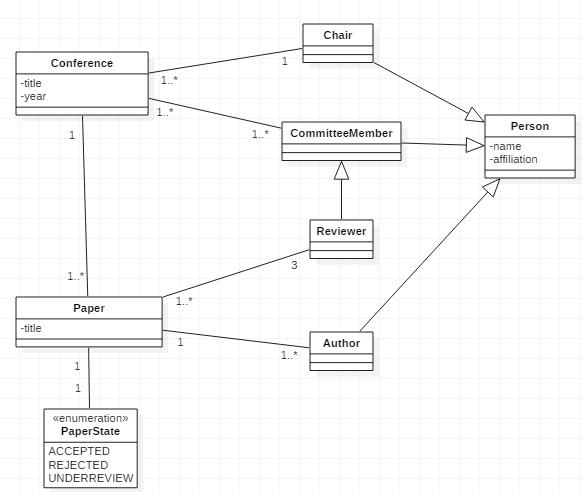 Chair
Conference
-title
-year
1..*
1
1..*
1..*
CommitteeMember
Person
-name
-affiliation
1
Reviewer
1..*
3
1..*
Paper
-title
1
1..*
Author
1
1
«enumeration»
PaperState
ACCEPTED
REJECTED
UNDERREVIEW